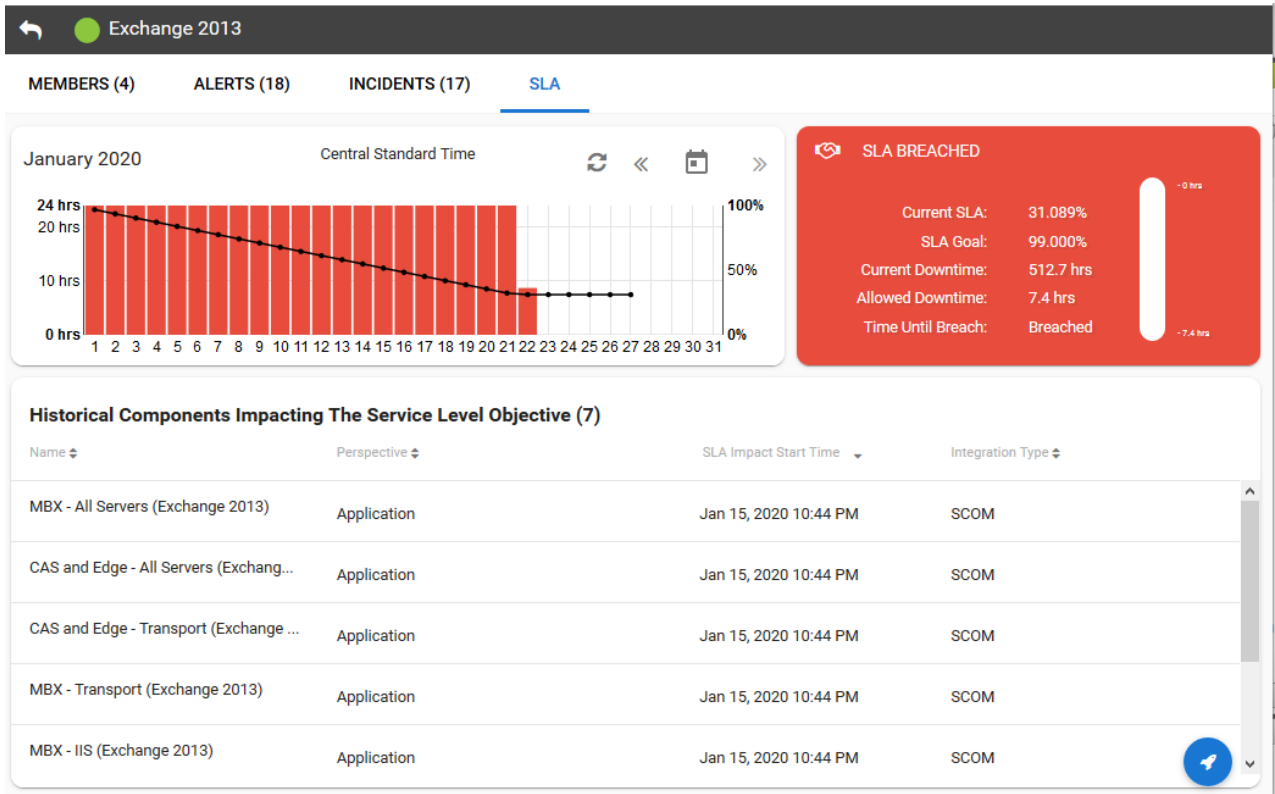 Exchange 2013
MEMBERS (4) ALERTS (18) INCIDENTS (17) SLA
January 2020 Central Standard Time
24 hrs 100%
20 hrs
50%
10 hrs
0 hrs 0%
1 2 3 4 5 6 7 8 9 10 11 12 13 14 15 16 17 18 19 20 21 22 23 24 25 26 27 28 29 30 31
SLA BREACHED
- 0 hrs
Current SLA: 31.089%
SLA Goal: 99.000%
Current Downtime: 512.7 hrs
Allowed Downtime: 7.4 hrs
Time Until Breach: Breached
- 7.4 hrs
Historical Components Impacting The Service Level Objective (7)
Name Perspective SLA Impact Start Time Integration Type
MBX - All Servers (Exchange 2013) Application Jan 15, 2020 10:44 PM SCOM
CAS and Edge - All Servers (Exchang... Application Jan 15, 2020 10:44 PM SCOM
CAS and Edge - Transport (Exchange ... Application Jan 15, 2020 10:44 PM SCOM
MBX - Transport (Exchange 2013) Application Jan 15, 2020 10:44 PM SCOM
MBX - IIS (Exchange 2013) Application Jan 15, 2020 10:44 PM SCOM